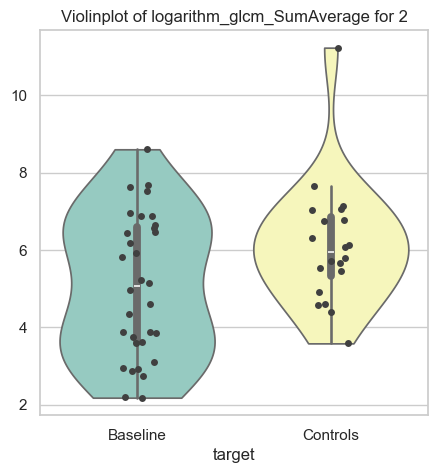 Violinplot of logarithm_glcm_SumAverage for 2
10
8
6
4
2
Baseline
Controls
target